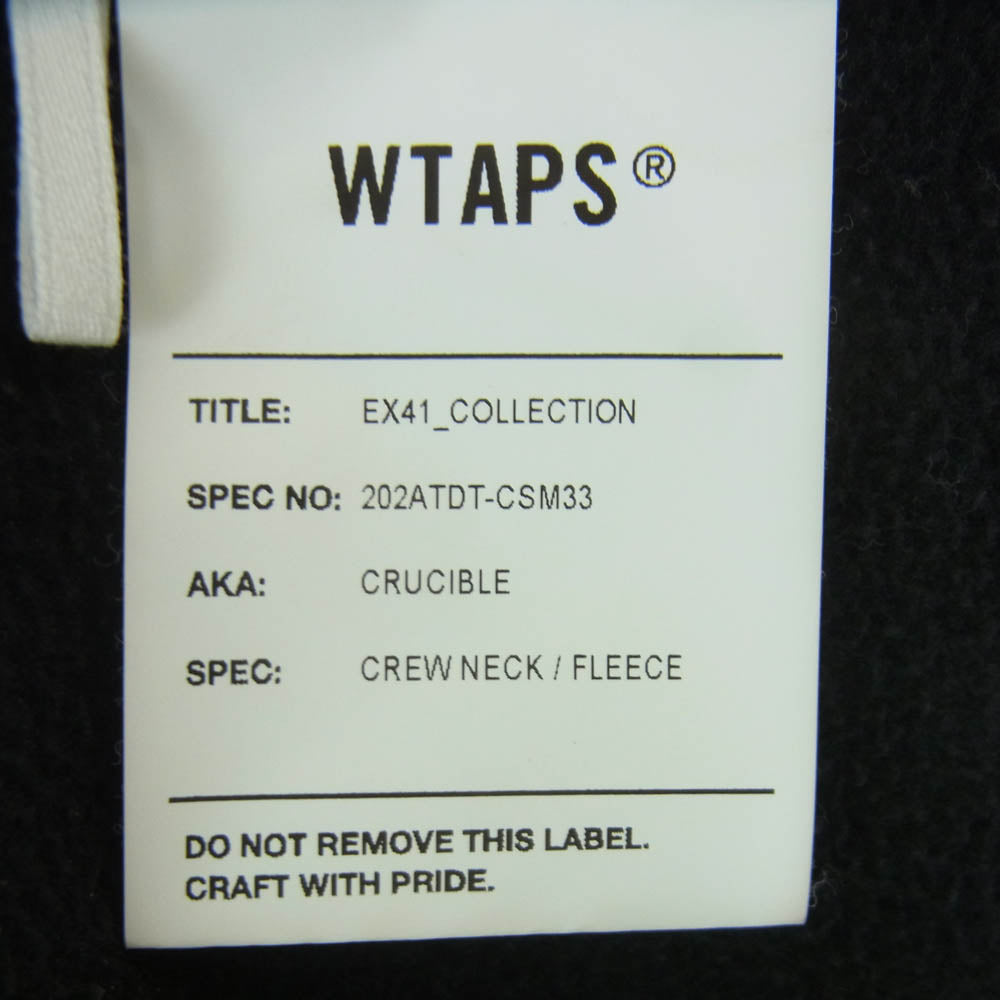 WTAPS®
TITLE: EX41_COLLECTION
SPEC NO: 202ATDT-CSM33
AKA: CRUCIBLE
SPEC: CREW NECK / FLEECE
DO NOT REMOVE THIS LABEL.
CRAFT WITH PRIDE.